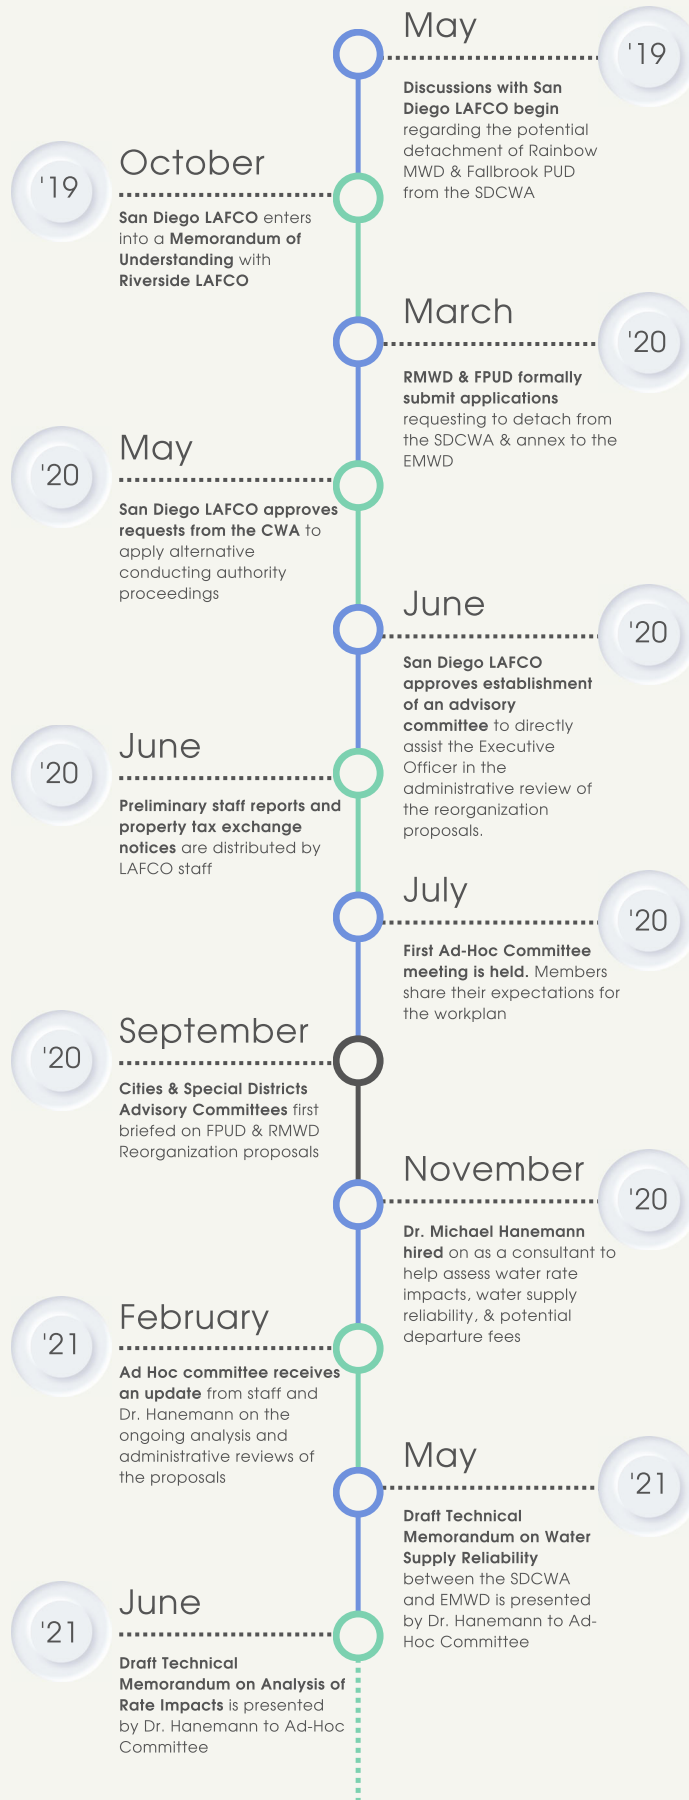 May
'19
Discussions with San
Diego LAFCO begin
regarding the potential
detachment of Rainbow
MWD & Fallbrook PUD
from the SDCWA
October
'19
San Diego LAFCO enters
into a Memorandum of
Understanding with
Riverside LAFCO
March
'20
RMWD & FPUD formally
submit applications
requesting to detach from
the SDCWA & annex to the
EMWD
May
'20
San Diego LAFCO approves
requests from the CWA to
apply alternative
conducting authority
proceedings
June
'20
San Diego LAFCO
approves establishment
of an advisory
committee to directly
assist the Executive
Officer in the
administrative review of
the reorganization
proposals.
June
'20
Preliminary staff reports and
property tax exchange
notices are distributed by
LAFCO staff
July
'20
First Ad-Hoc Committee
meeting is held. Members
share their expectations for
the workplan
September
'20
Cities & Special Districts
Advisory Committees first
briefed on FPUD & RMWD
Reorganization proposals
November
'20
Dr. Michael Hanemann
hired on as a consultant to
help assess water rate
impacts, water supply
reliability, & potential
departure fees
February
'21
Ad Hoc committee receives
an update from staff and
Dr. Hanemann on the
ongoing analysis and
administrative reviews of
the proposals
May
'21
Draft Technical
Memorandum on Water
Supply Reliability
between the SDCWA
and EMWD is presented
by Dr. Hanemann to Ad-
Hoc Committee
June
'21
Draft Technical
Memorandum on Analysis of
Rate Impacts is presented
by Dr. Hanemann to Ad-Hoc
Committee